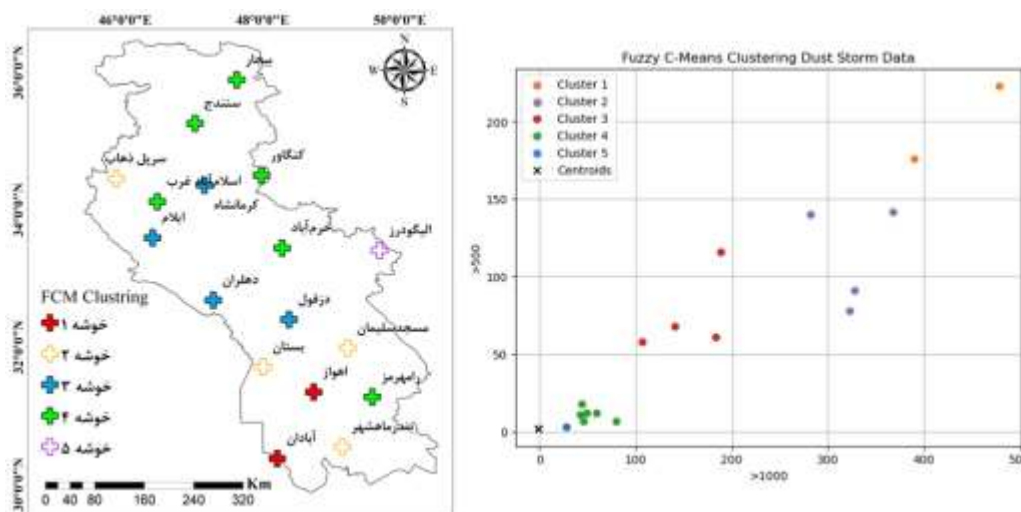 46°0'0"E 48°0'0"E 50°0'0"E
36°0'0"N
34°0'0"N
32°0'0"N
30°0'0"N
N
W E
S
بیجار
سنندج
سرپل ذهاب
کنگاور
اسلام‌آباد غرب
کرمانشاه
ایلام
خرم‌آباد
الیگودرز
دهلران
دزفول
مسجدسلیمان
بستان
اهواز
رامهرمز
بندرماهشهر
آبادان
FCM Clustring
خوشه ۱
خوشه ۲
خوشه ۳
خوشه ۴
خوشه ۵
Km
0 40 80 160 240 320
Fuzzy C-Means Clustering Dust Storm Data
Cluster 1
Cluster 2
Cluster 3
Cluster 4
Cluster 5
Centroids
>500
200
150
100
50
0
0 100 200 300 400 500
>1000